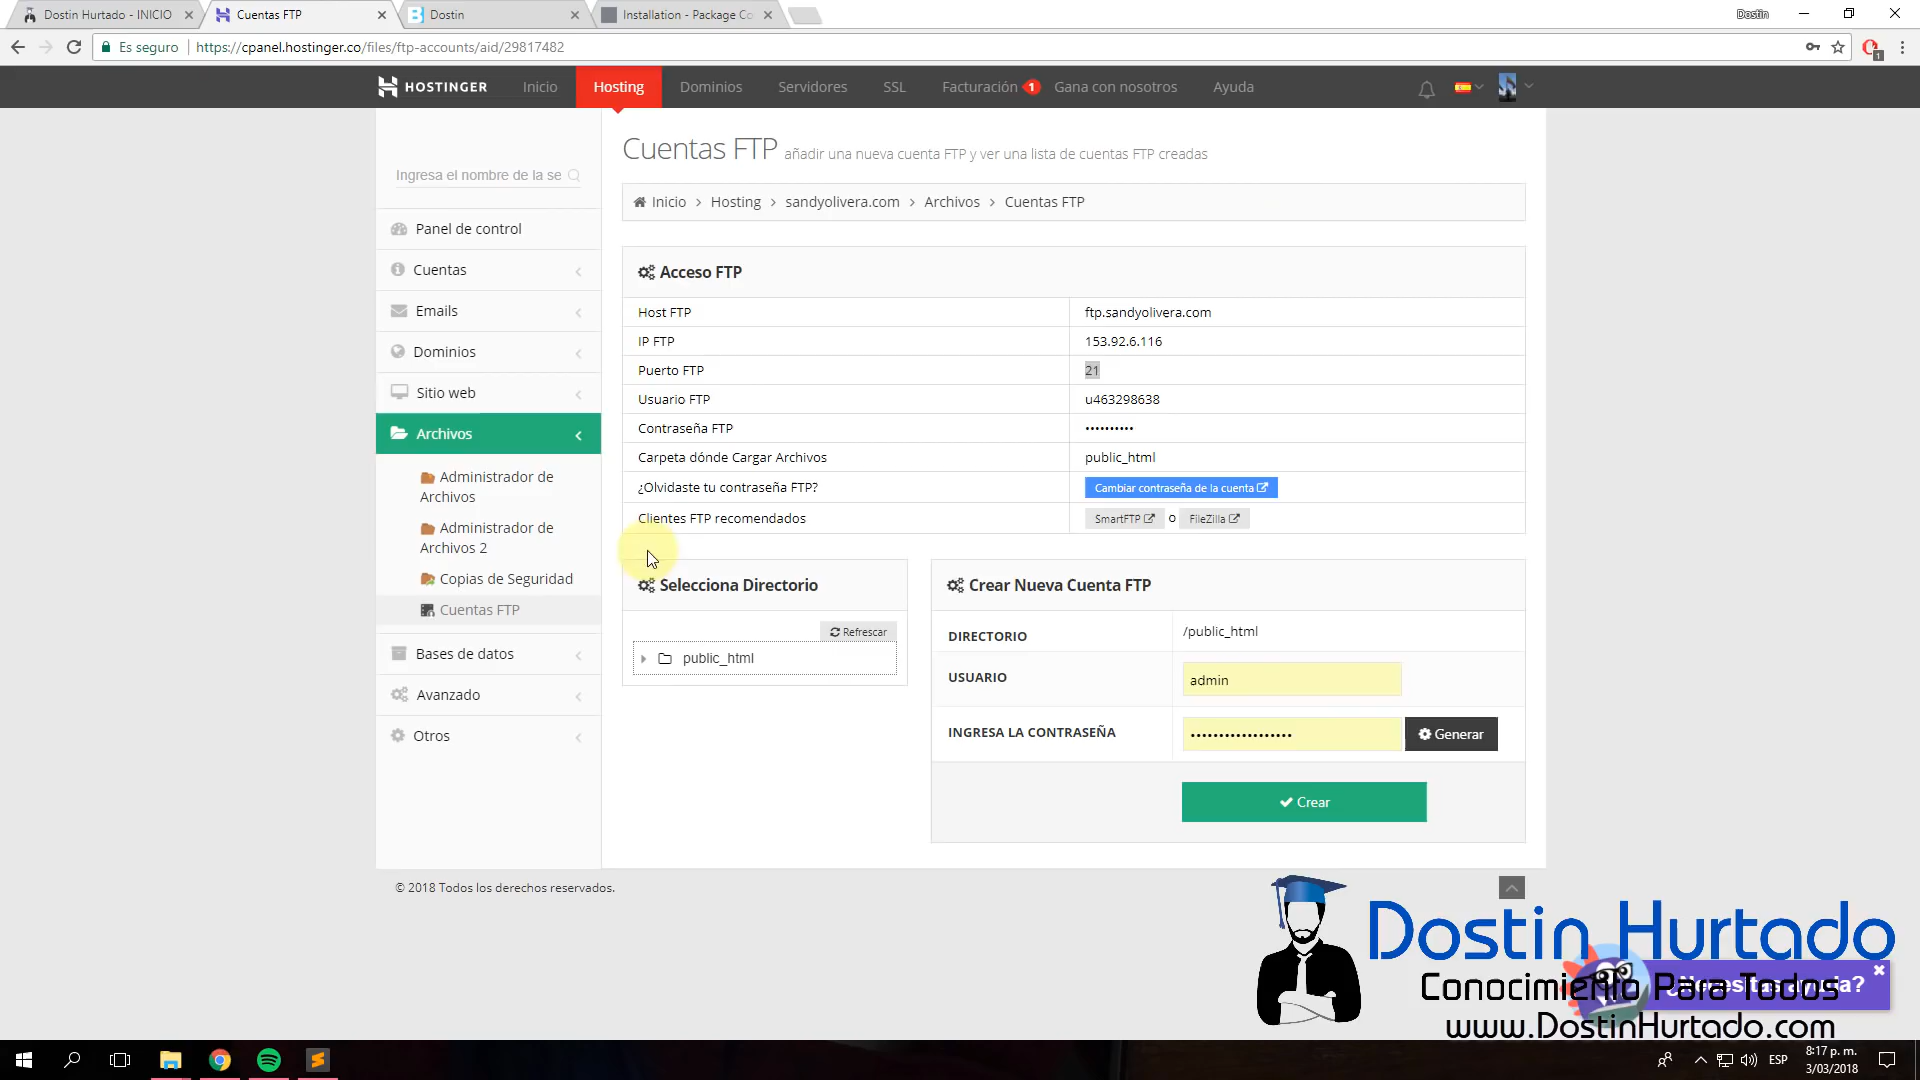 Dostin Hurtado - INICIO
Cuentas FTP
Dostin
Installation - Package Co
Dostin
Es seguro
https://cpanel.hostinger.co/files/ftp-accounts/aid/29817482
1
HOSTINGER
Inicio
Hosting
Dominios
Servidores
SSL
Facturación 1
Gana con nosotros
Ayuda
Ingresa el nombre de la se
Panel de control
Cuentas
Emails
Dominios
Sitio web
Archivos
Administrador de
Archivos
Administrador de
Archivos 2
Copias de Seguridad
Cuentas FTP
Bases de datos
Avanzado
Otros
Cuentas FTP añadir una nueva cuenta FTP y ver una lista de cuentas FTP creadas
Inicio > Hosting > sandyolivera.com > Archivos > Cuentas FTP
Acceso FTP
Host FTP ftp.sandyolivera.com
IP FTP 153.92.6.116
Puerto FTP 21
Usuario FTP u463298638
Contraseña FTP ••••••••••
Carpeta dónde Cargar Archivos public_html
¿Olvidaste tu contraseña FTP? Cambiar contraseña de la cuenta
Clientes FTP recomendados SmartFTP o FileZilla
Selecciona Directorio
Refrescar
public_html
Crear Nueva Cuenta FTP
DIRECTORIO /public_html
USUARIO admin
INGRESA LA CONTRASEÑA •••••••••••••••••• Generar
Crear
© 2018 Todos los derechos reservados.
Dostin Hurtado
Conocimiento Para Todos
¿Necesitas ayuda?
www.DostinHurtado.com
ESP
8:17 p. m.
3/03/2018